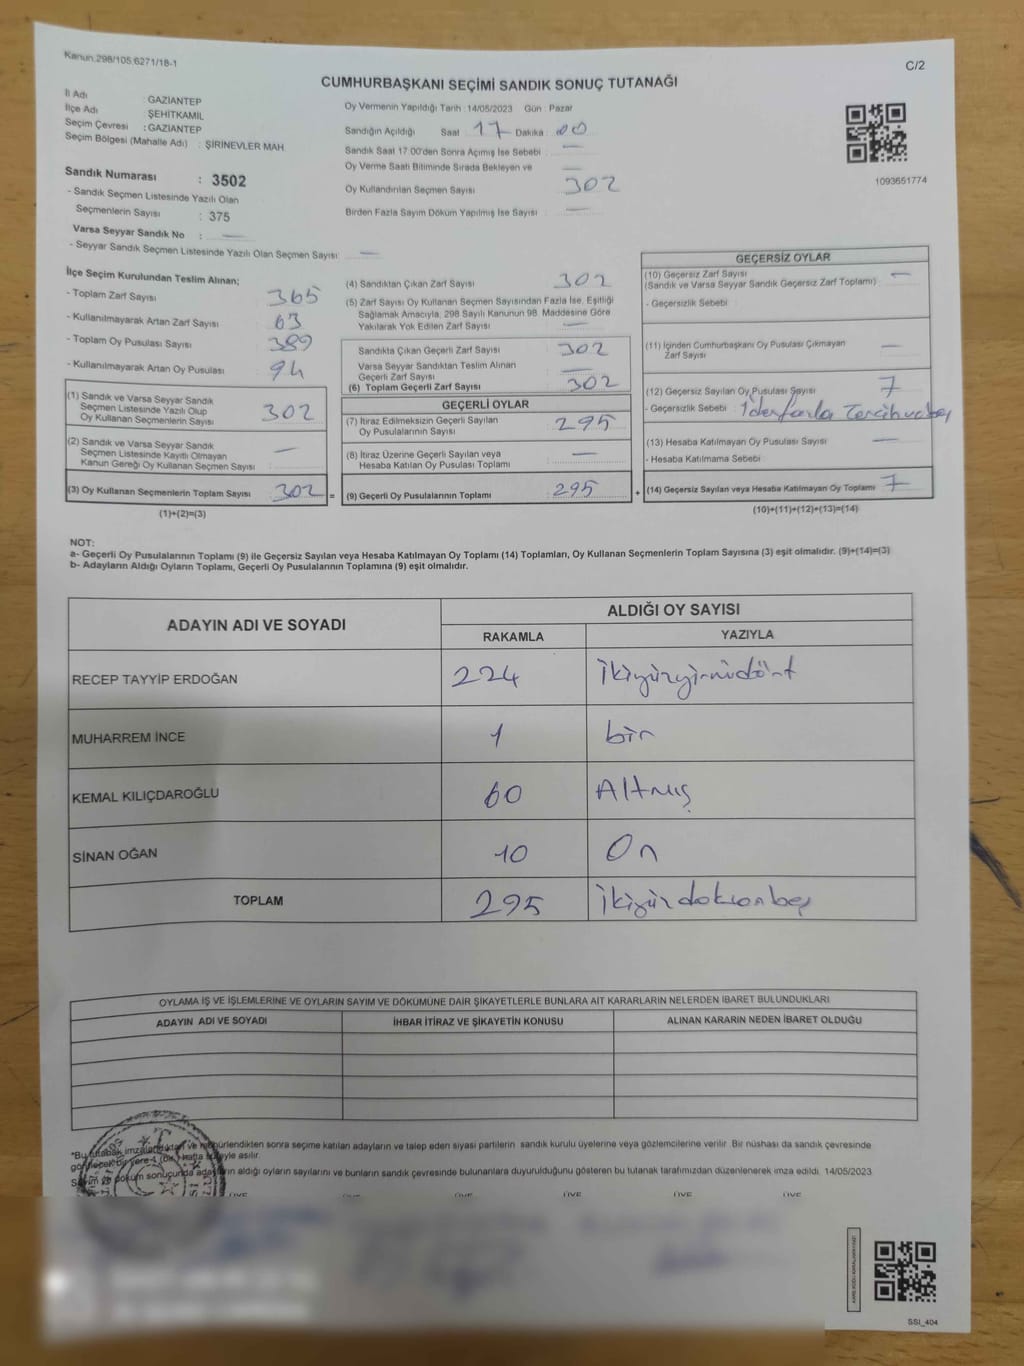 Kanun:298/105,6271/18-1
C/2
CUMHURBAŞKANI SEÇİMİ SANDIK SONUÇ TUTANAĞI
İl Adı : GAZİANTEP
İlçe Adı : ŞEHİTKAMİL
Seçim Çevresi : GAZİANTEP
Seçim Bölgesi (Mahalle Adı) : ŞİRİNEVLER MAH
Sandık Numarası : 3502
- Sandık Seçmen Listesinde Yazılı Olan
Seçmenlerin Sayısı : 375
Varsa Seyyar Sandık No : —
- Seyyar Sandık Seçmen Listesinde Yazılı Olan Seçmen Sayısı: —
Oy Vermenin Yapıldığı Tarih :14/05/2023 Gün : Pazar
Sandığın Açıldığı Saat : 17 Dakika : 00
Sandık Saat 17:00'den Sonra Açımış İse Sebebi : —
Oy Verme Saati Bitiminde Sırada Bekleyen ve —
Oy Kullandırılan Seçmen Sayısı : 302
Birden Fazla Sayım Döküm Yapılmış İse Sayısı : —
1093651774
İlçe Seçim Kurulundan Teslim Alınan;
- Toplam Zarf Sayısı : 365
- Kullanılmayarak Artan Zarf Sayısı : 63
- Toplam Oy Pusulası Sayısı : 389
- Kullanılmayarak Artan Oy Pusulası : 94
(1) Sandık ve Varsa Seyyar Sandık
Seçmen Listesinde Yazılı Olup
Oy Kullanan Seçmenlerin Sayısı : 302
(2) Sandık ve Varsa Seyyar Sandık
Seçmen Listesinde Kayıtlı Olmayan
Kanun Gereği Oy Kullanan Seçmen Sayısı : —
(3) Oy Kullanan Seçmenlerin Toplam Sayısı : 302 =
(1)+(2)=(3)
(4) Sandıktan Çıkan Zarf Sayısı : 302
(5) Zarf Sayısı Oy Kullanan Seçmen Sayısından Fazla İse, Eşitliği
Sağlamak Amacıyla, 298 Sayılı Kanunun 98. Maddesine Göre
Yakılarak Yok Edilen Zarf Sayısı : —
Sandıkta Çıkan Geçerli Zarf Sayısı : 302
Varsa Seyyar Sandıktan Teslim Alınan
Geçerli Zarf Sayısı : —
(6) Toplam Geçerli Zarf Sayısı : 302
GEÇERLİ OYLAR
(7) İtiraz Edilmeksizin Geçerli Sayılan
Oy Pusulalarının Sayısı : 295
(8) İtiraz Üzerine Geçerli Sayılan veya
Hesaba Katılan Oy Pusulası Toplamı : —
(9) Geçerli Oy Pusulalarının Toplamı : 295 +
GEÇERSİZ OYLAR
(10) Geçersiz Zarf Sayısı : —
(Sandık ve Varsa Seyyar Sandık Geçersiz Zarf Toplamı)
- Geçersizlik Sebebi :
(11) İçinden Cumhurbaşkanı Oy Pusulası Çıkmayan
Zarf Sayısı : —
(12) Geçersiz Sayılan Oy Pusulası Sayısı : 7
- Geçersizlik Sebebi : 1 den fazla Tercih
(13) Hesaba Katılmayan Oy Pusulası Sayısı : —
- Hesaba Katılmama Sebebi :
(14) Geçersiz Sayılan veya Hesaba Katılmayan Oy Toplamı : 7
(10)+(11)+(12)+(13)=(14)
NOT:
a- Geçerli Oy Pusulalarının Toplamı (9) ile Geçersiz Sayılan veya Hesaba Katılmayan Oy Toplamı (14) Toplamları, Oy Kullanan Seçmenlerin Toplam Sayısına (3) eşit olmalıdır. (9)+(14)=(3)
b- Adayların Aldığı Oyların Toplamı, Geçerli Oy Pusulalarının Toplamına (9) eşit olmalıdır.
ADAYIN ADI VE SOYADI
ALDIĞI OY SAYISI
RAKAMLA YAZIYLA
RECEP TAYYİP ERDOĞAN 224 İkiyüzyirmidört
MUHARREM İNCE 1 bir
KEMAL KILIÇDAROĞLU 60 Altmış
SİNAN OĞAN 10 On
TOPLAM 295 İkiyüzdoksanbeş
OYLAMA İŞ VE İŞLEMLERİNE VE OYLARIN SAYIM VE DÖKÜMÜNE DAİR ŞİKAYETLERLE BUNLARA AİT KARARLARIN NELERDEN İBARET BULUNDUKLARI
ADAYIN ADI VE SOYADI İHBAR İTİRAZ VE ŞİKAYETİN KONUSU ALINAN KARARIN NEDEN İBARET OLDUĞU
*Bu tutanak imzalandıktan ve mühürlendikten sonra seçime katılan adayların ve talep eden siyasi partilerin sandık kurulu üyelerine veya gözlemcilerine verilir .Bir nüshası da sandık çevresinde
görülecek bir yere 1 (bir ) hafta süreyle asılır.
Sayım ve döküm sonucunda adayların aldığı oyların sayılarını ve bunların sandık çevresinde bulunanlara duyurulduğunu gösteren bu tutanak tarafımızdan düzenlenerek imza edildi. 14/05/2023
ÜYE ÜYE ÜYE ÜYE ÜYE ÜYE
SSI_404